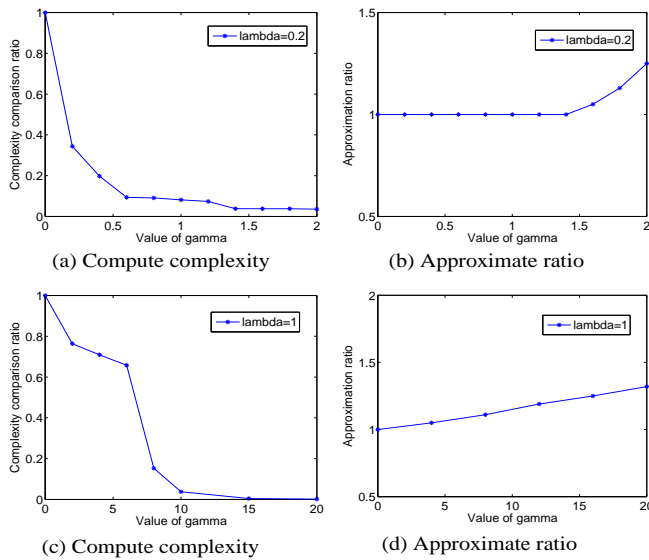 lambda=0.2
Complexity comparison ratio
1
0.8
0.6
0.4
0.2
0
0 0.5 1 1.5 2
Value of gamma
(a) Compute complexity
lambda=0.2
Approximation ratio
1.5
1
0.5
0 0.5 1 1.5 2
Value of gamma
(b) Approximate ratio
lambda=1
Complexity comparison ratio
1
0.8
0.6
0.4
0.2
0
0 5 10 15 20
Value of gamma
(c) Compute complexity
lambda=1
Approximation ratio
2
1.5
1
0.5
0 5 10 15 20
Value of gamma
(d) Approximate ratio